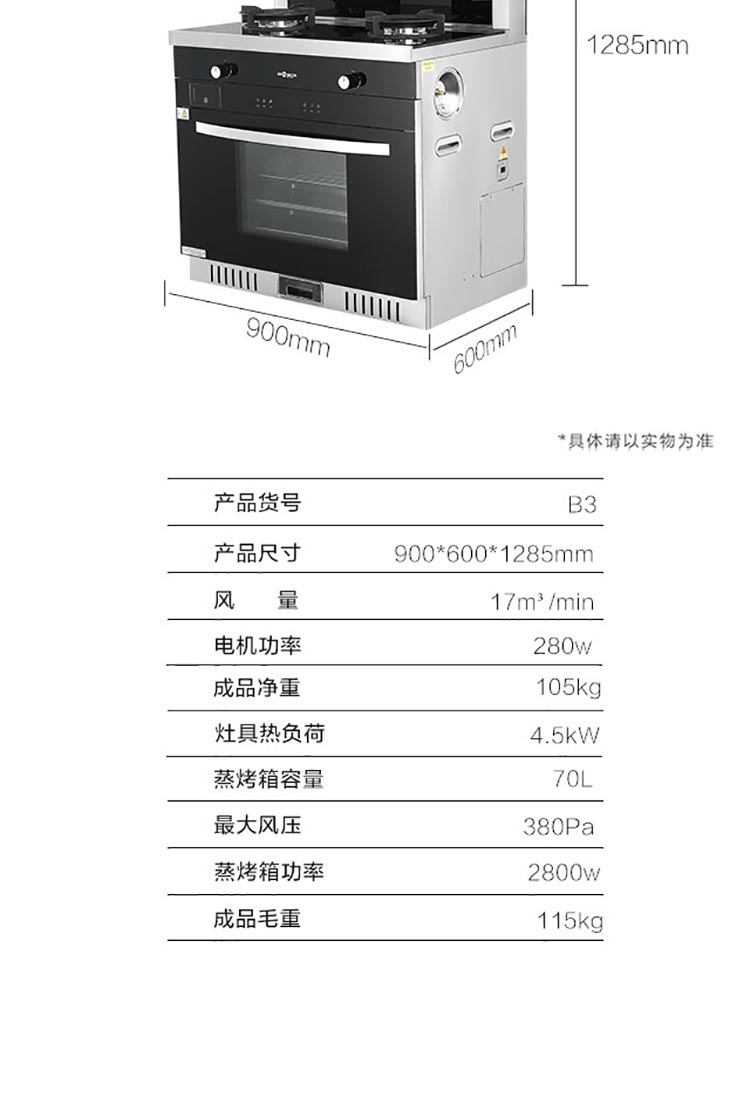 1285mm
900mm
600mm
*具体请以实物为准
产品货号 B3
产品尺寸 900*600*1285mm
风 量 17m³/min
电机功率 280w
成品净重 105kg
灶具热负荷 4.5kW
蒸烤箱容量 70L
最大风压 380Pa
蒸烤箱功率 2800w
成品毛重 115kg